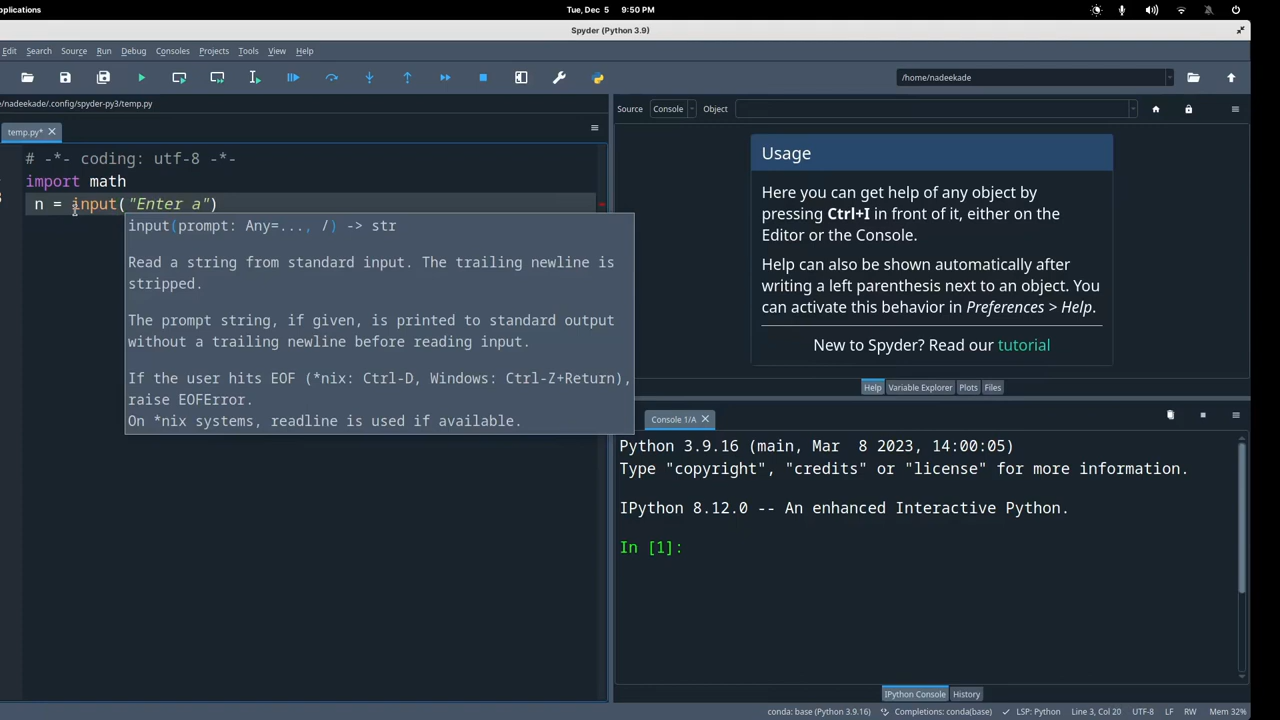 Tue, Dec 5 9:50 PM
Spyder (Python 3.9)
Edit Search Source Run Debug Consoles Projects Tools View Help
/home/nadeekade
e/nadeekade/.config/spyder-py3/temp.py
Source Console Object
temp.py*
# -*- coding: utf-8 -*-
import math
n = input("Enter a")
input(prompt: Any=..., /) -> str
Read a string from standard input. The trailing newline is
stripped.
The prompt string, if given, is printed to standard output
without a trailing newline before reading input.
If the user hits EOF (*nix: Ctrl-D, Windows: Ctrl-Z+Return),
raise EOFError.
On *nix systems, readline is used if available.
Usage
Here you can get help of any object by
pressing Ctrl+I in front of it, either on the
Editor or the Console.
Help can also be shown automatically after
writing a left parenthesis next to an object. You
can activate this behavior in Preferences > Help.
New to Spyder? Read our tutorial
Help Variable Explorer Plots Files
Console 1/A
Python 3.9.16 (main, Mar 8 2023, 14:00:05)
Type "copyright", "credits" or "license" for more information.
IPython 8.12.0 -- An enhanced Interactive Python.
In [1]:
IPython Console History
conda: base (Python 3.9.16) Completions: conda(base) LSP: Python Line 3, Col 20 UTF-8 LF RW Mem 32%